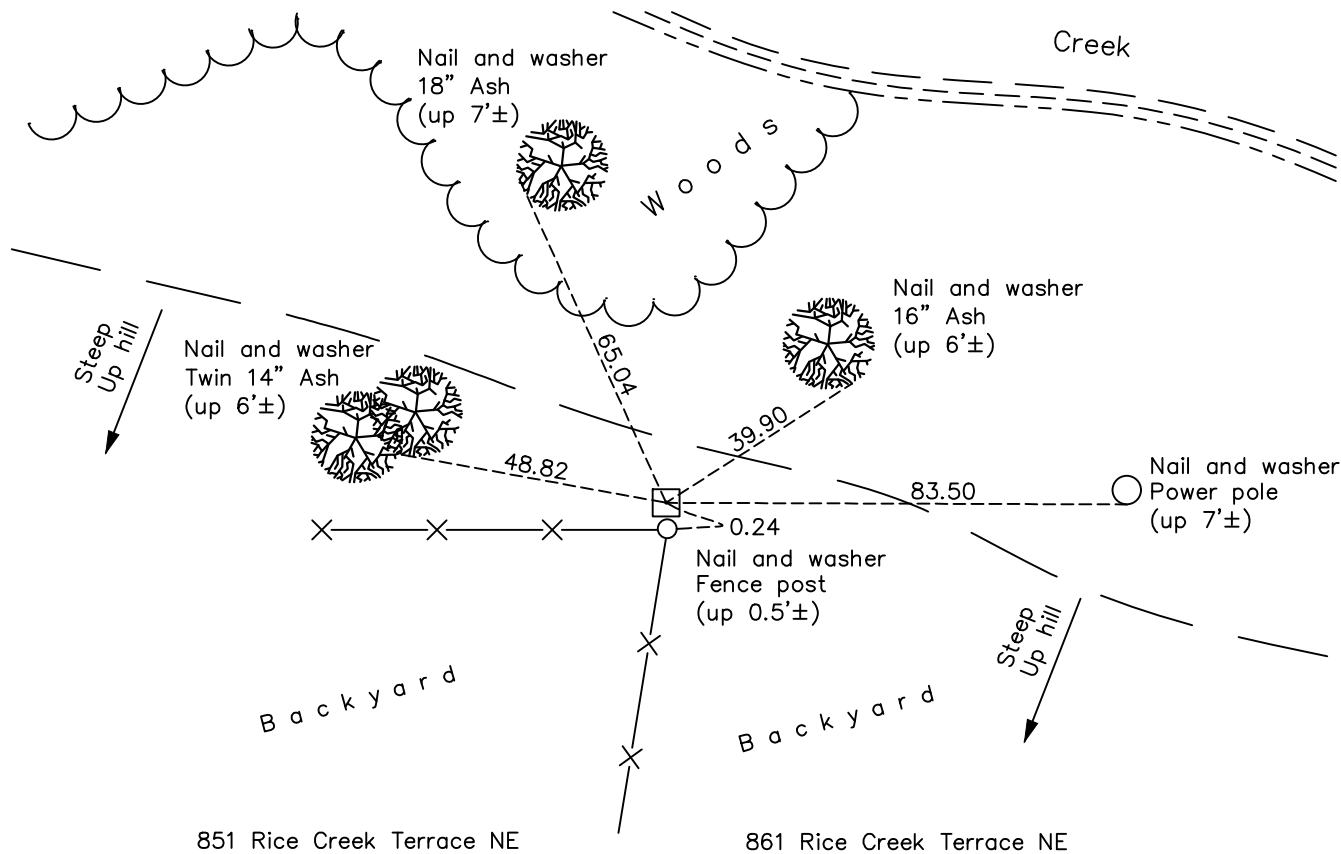 Creek
Nail and washer
18” Ash
(up 7'±)
Woods
Nail and washer
16” Ash
(up 6'±)
Steep
Up hill
Nail and washer
Twin 14” Ash
(up 6'±)
65.04
39.90
48.82
83.50
Nail and washer
Power pole
(up 7'±)
0.24
Nail and washer
Fence post
(up 0.5'±)
Steep
Up hill
Backyard
Backyard
851 Rice Creek Terrace NE
861 Rice Creek Terrace NE